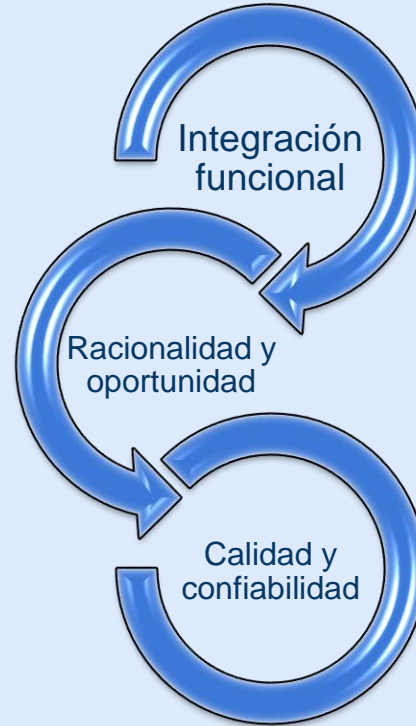 Integración
funcional
Racionalidad y
oportunidad
Calidad y
confiabilidad